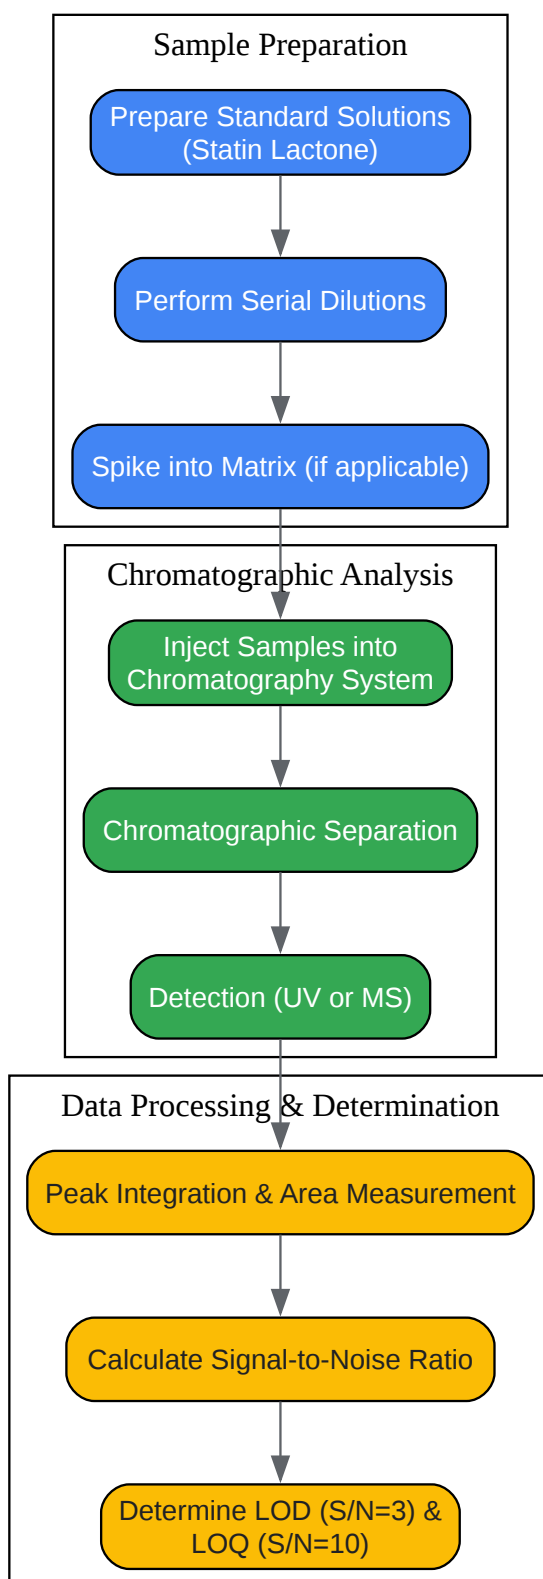 Sample Preparation
Prepare Standard Solutions
(Statin Lactone)
Perform Serial Dilutions
Spike into Matrix (if applicable)
Chromatographic Analysis
Inject Samples into
Chromatography System
Chromatographic Separation
Detection (UV or MS)
Data Processing & Determination
Peak Integration & Area Measurement
Calculate Signal-to-Noise Ratio
Determine LOD (S/N=3) &
LOQ (S/N=10)